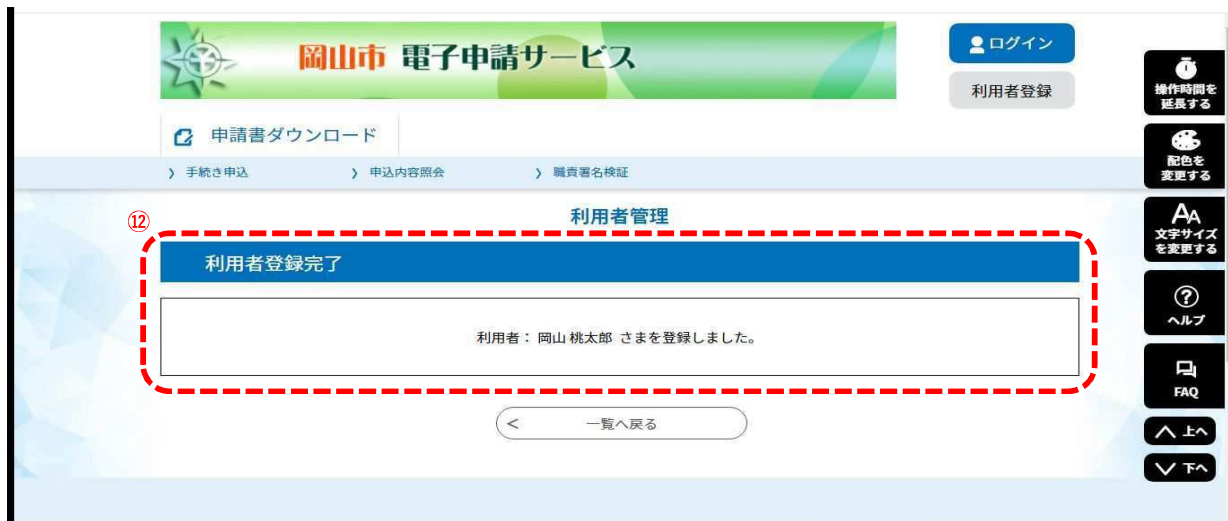 岡山市 電子申請サービス
ログイン
利用者登録
申請書ダウンロード
手続き申込
申込内容照会
職責署名検証
利用者管理
⑫
利用者登録完了
利用者： 岡山 桃太郎 さまを登録しました。
< 一覧へ戻る
操作時間を
延長する
配色を
変更する
AA
文字サイズ
を変更する
?
ヘルプ
FAQ
上へ
下へ